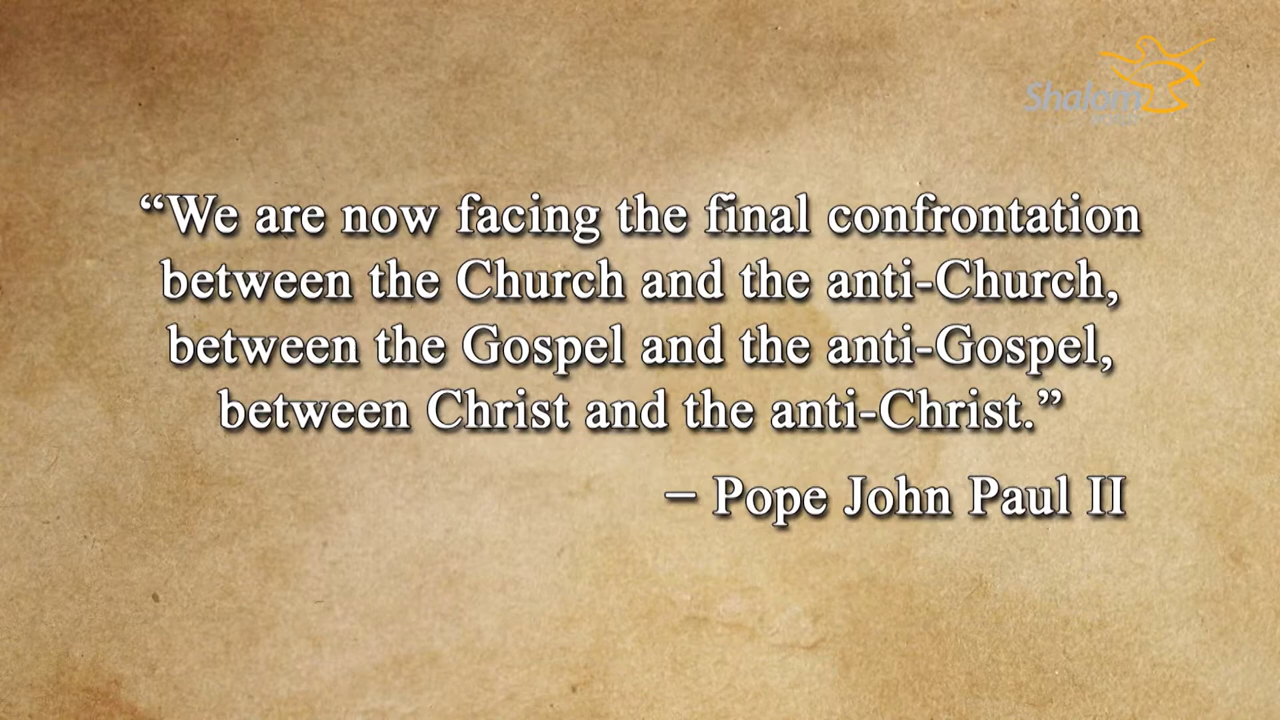 Shalom
“We are now facing the final confrontation
between the Church and the anti-Church,
between the Gospel and the anti-Gospel,
between Christ and the anti-Christ.”
– Pope John Paul II